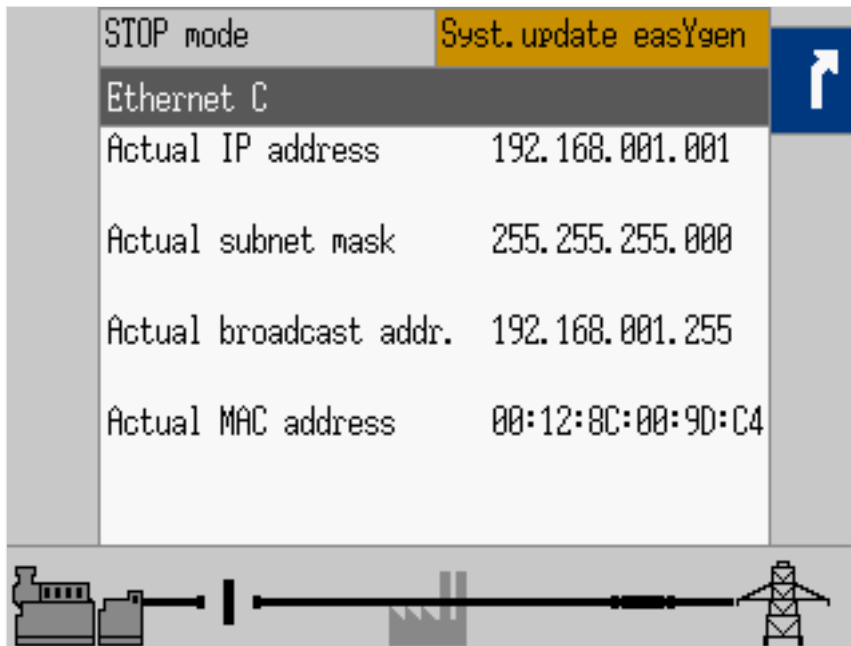 STOP mode Syst.update easYgen
Ethernet C
Actual IP address 192.168.001.001
Actual subnet mask 255.255.255.000
Actual broadcast addr. 192.168.001.255
Actual MAC address 00:12:8C:00:9D:C4